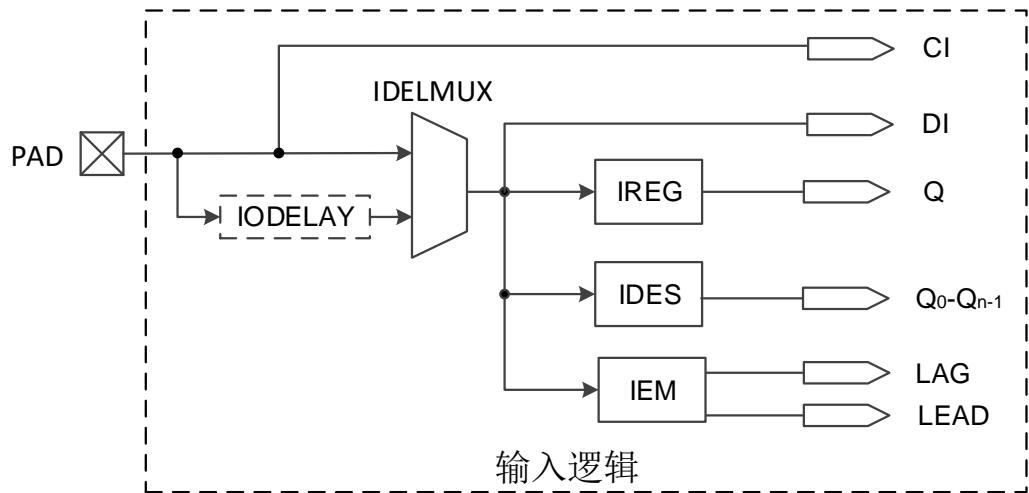 CI
IDELMUX
DI
PAD
IREG
Q
IODELAY
IDES
Q0-Qn-1
IEM
LAG
LEAD
输入逻辑